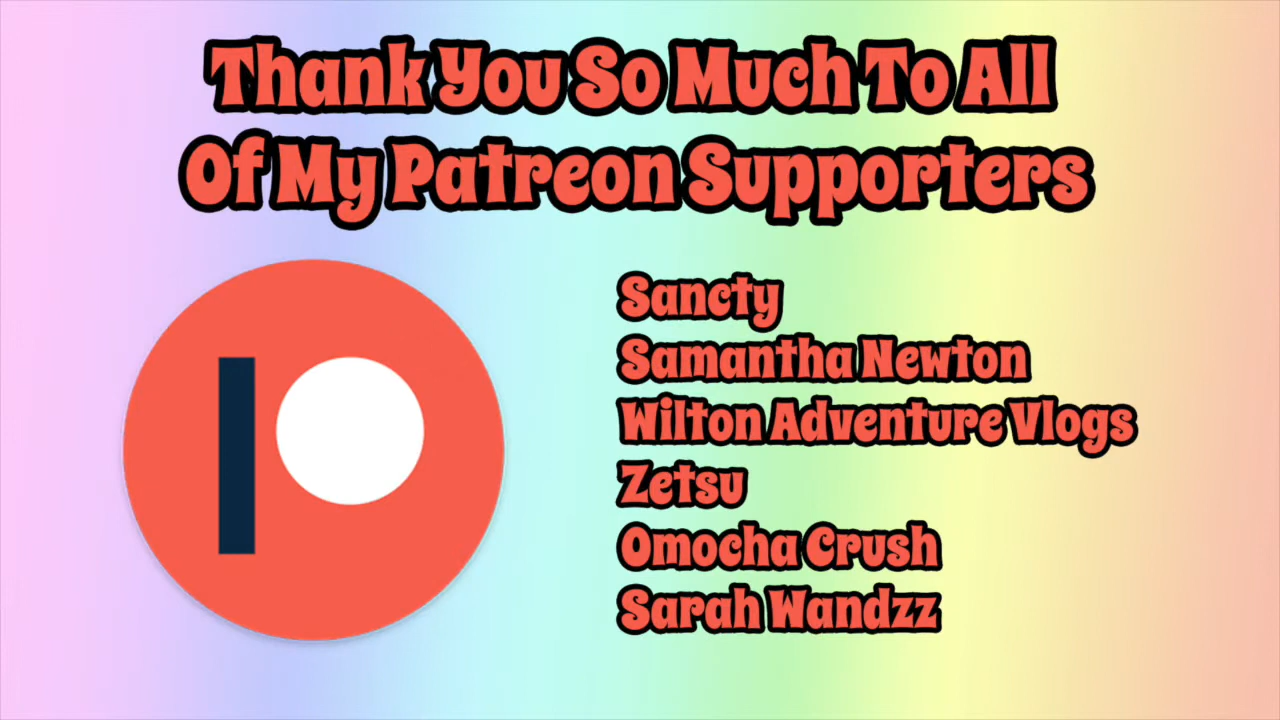 Thank You So Much To All
Of My Patreon Supporters
Sancty
Samantha Newton
Wilton Adventure Vlogs
Zetsu
Omocha Crush
Sarah Wandzz